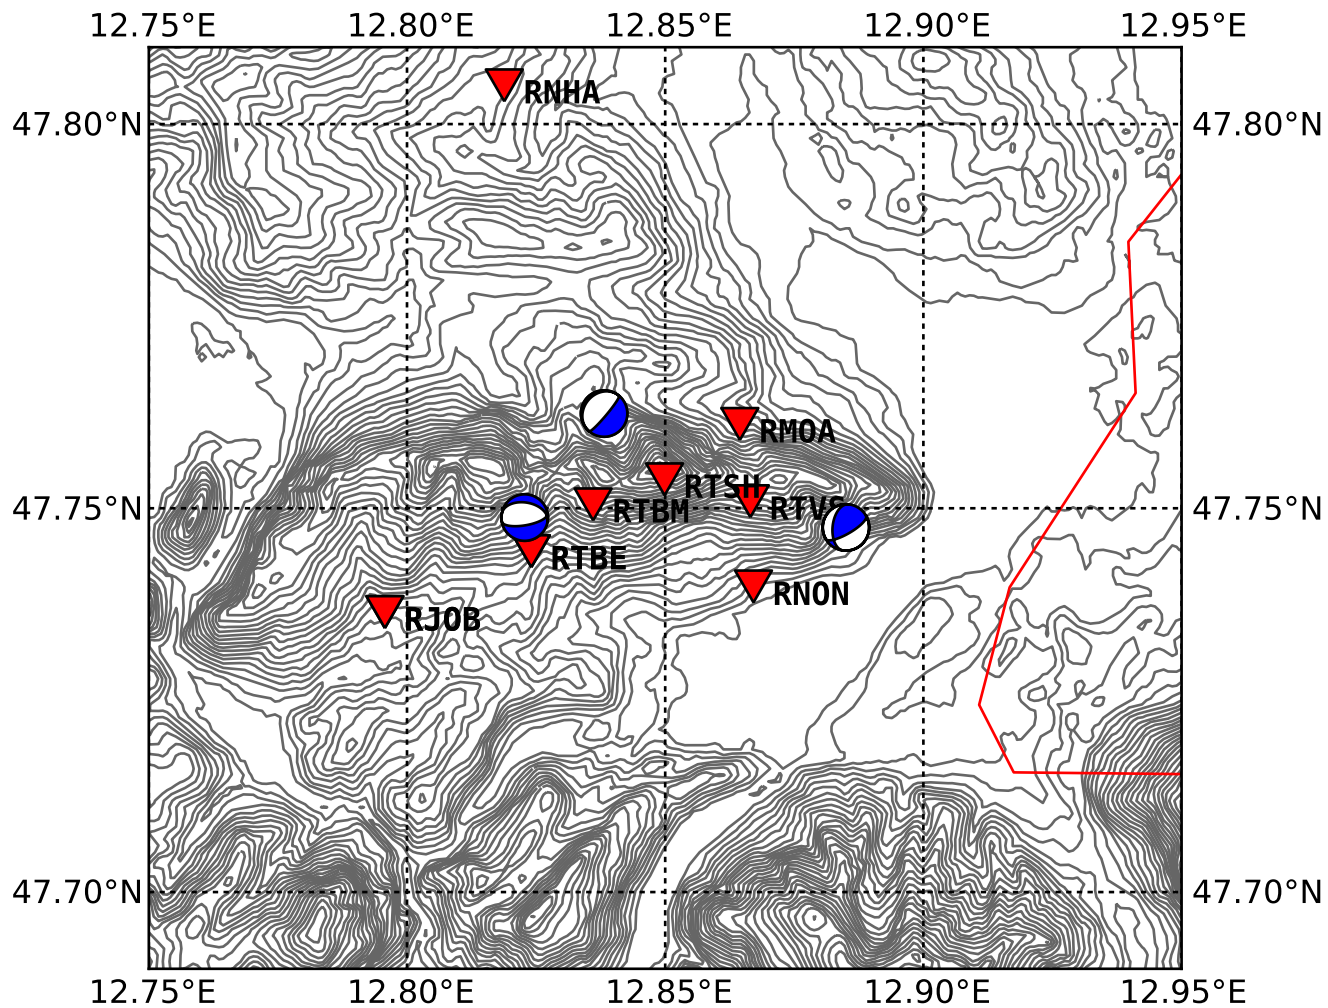 12.75°E 12.80°E 12.85°E 12.90°E 12.95°E
RNHA
47.80°N 47.80°N
RMOA
RTSH
47.75°N RTBM RTVS 47.75°N
RTBE
RNON
RJOB
47.70°N 47.70°N
12.75°E 12.80°E 12.85°E 12.90°E 12.95°E